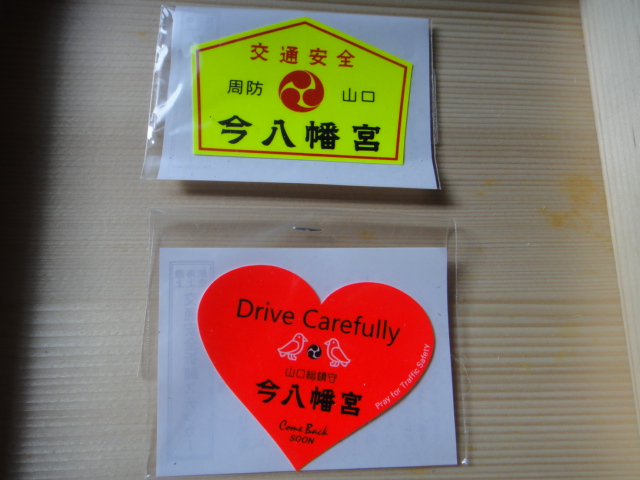 交通安全
周防 山口
今八幡宮
Drive Carefully
山口総鎮守
今八幡宮
Pray for Traffic Safety
Come Back
SOON